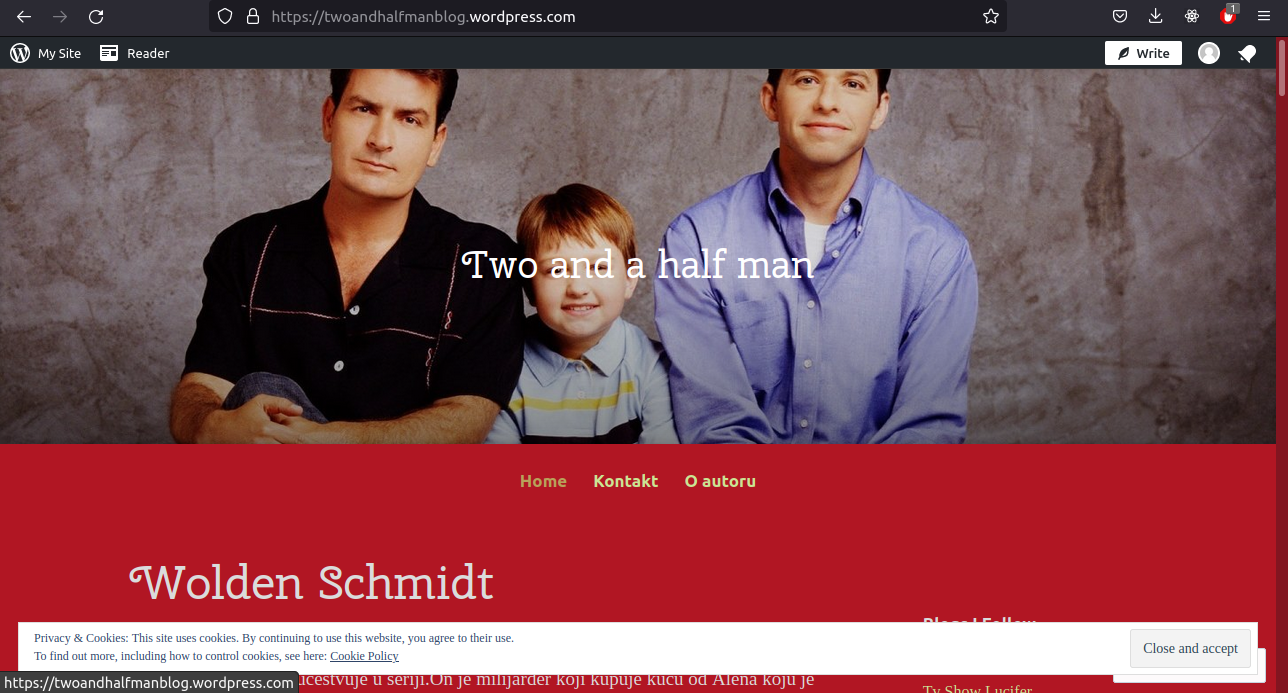 https://twoandhalfmanblog.wordpress.com
1
My Site
Reader
Write
Two and a half man
Home
Kontakt
O autoru
Wolden Schmidt
Blogs I Follow
Privacy & Cookies: This site uses cookies. By continuing to use this website, you agree to their use.
To find out more, including how to control cookies, see here: Cookie Policy
Close and accept
učestvuje u seriji.On je milijarder koji kupuje kuću od Alena koju je
Tv Show Lucifer
https://twoandhalfmanblog.wordpress.com